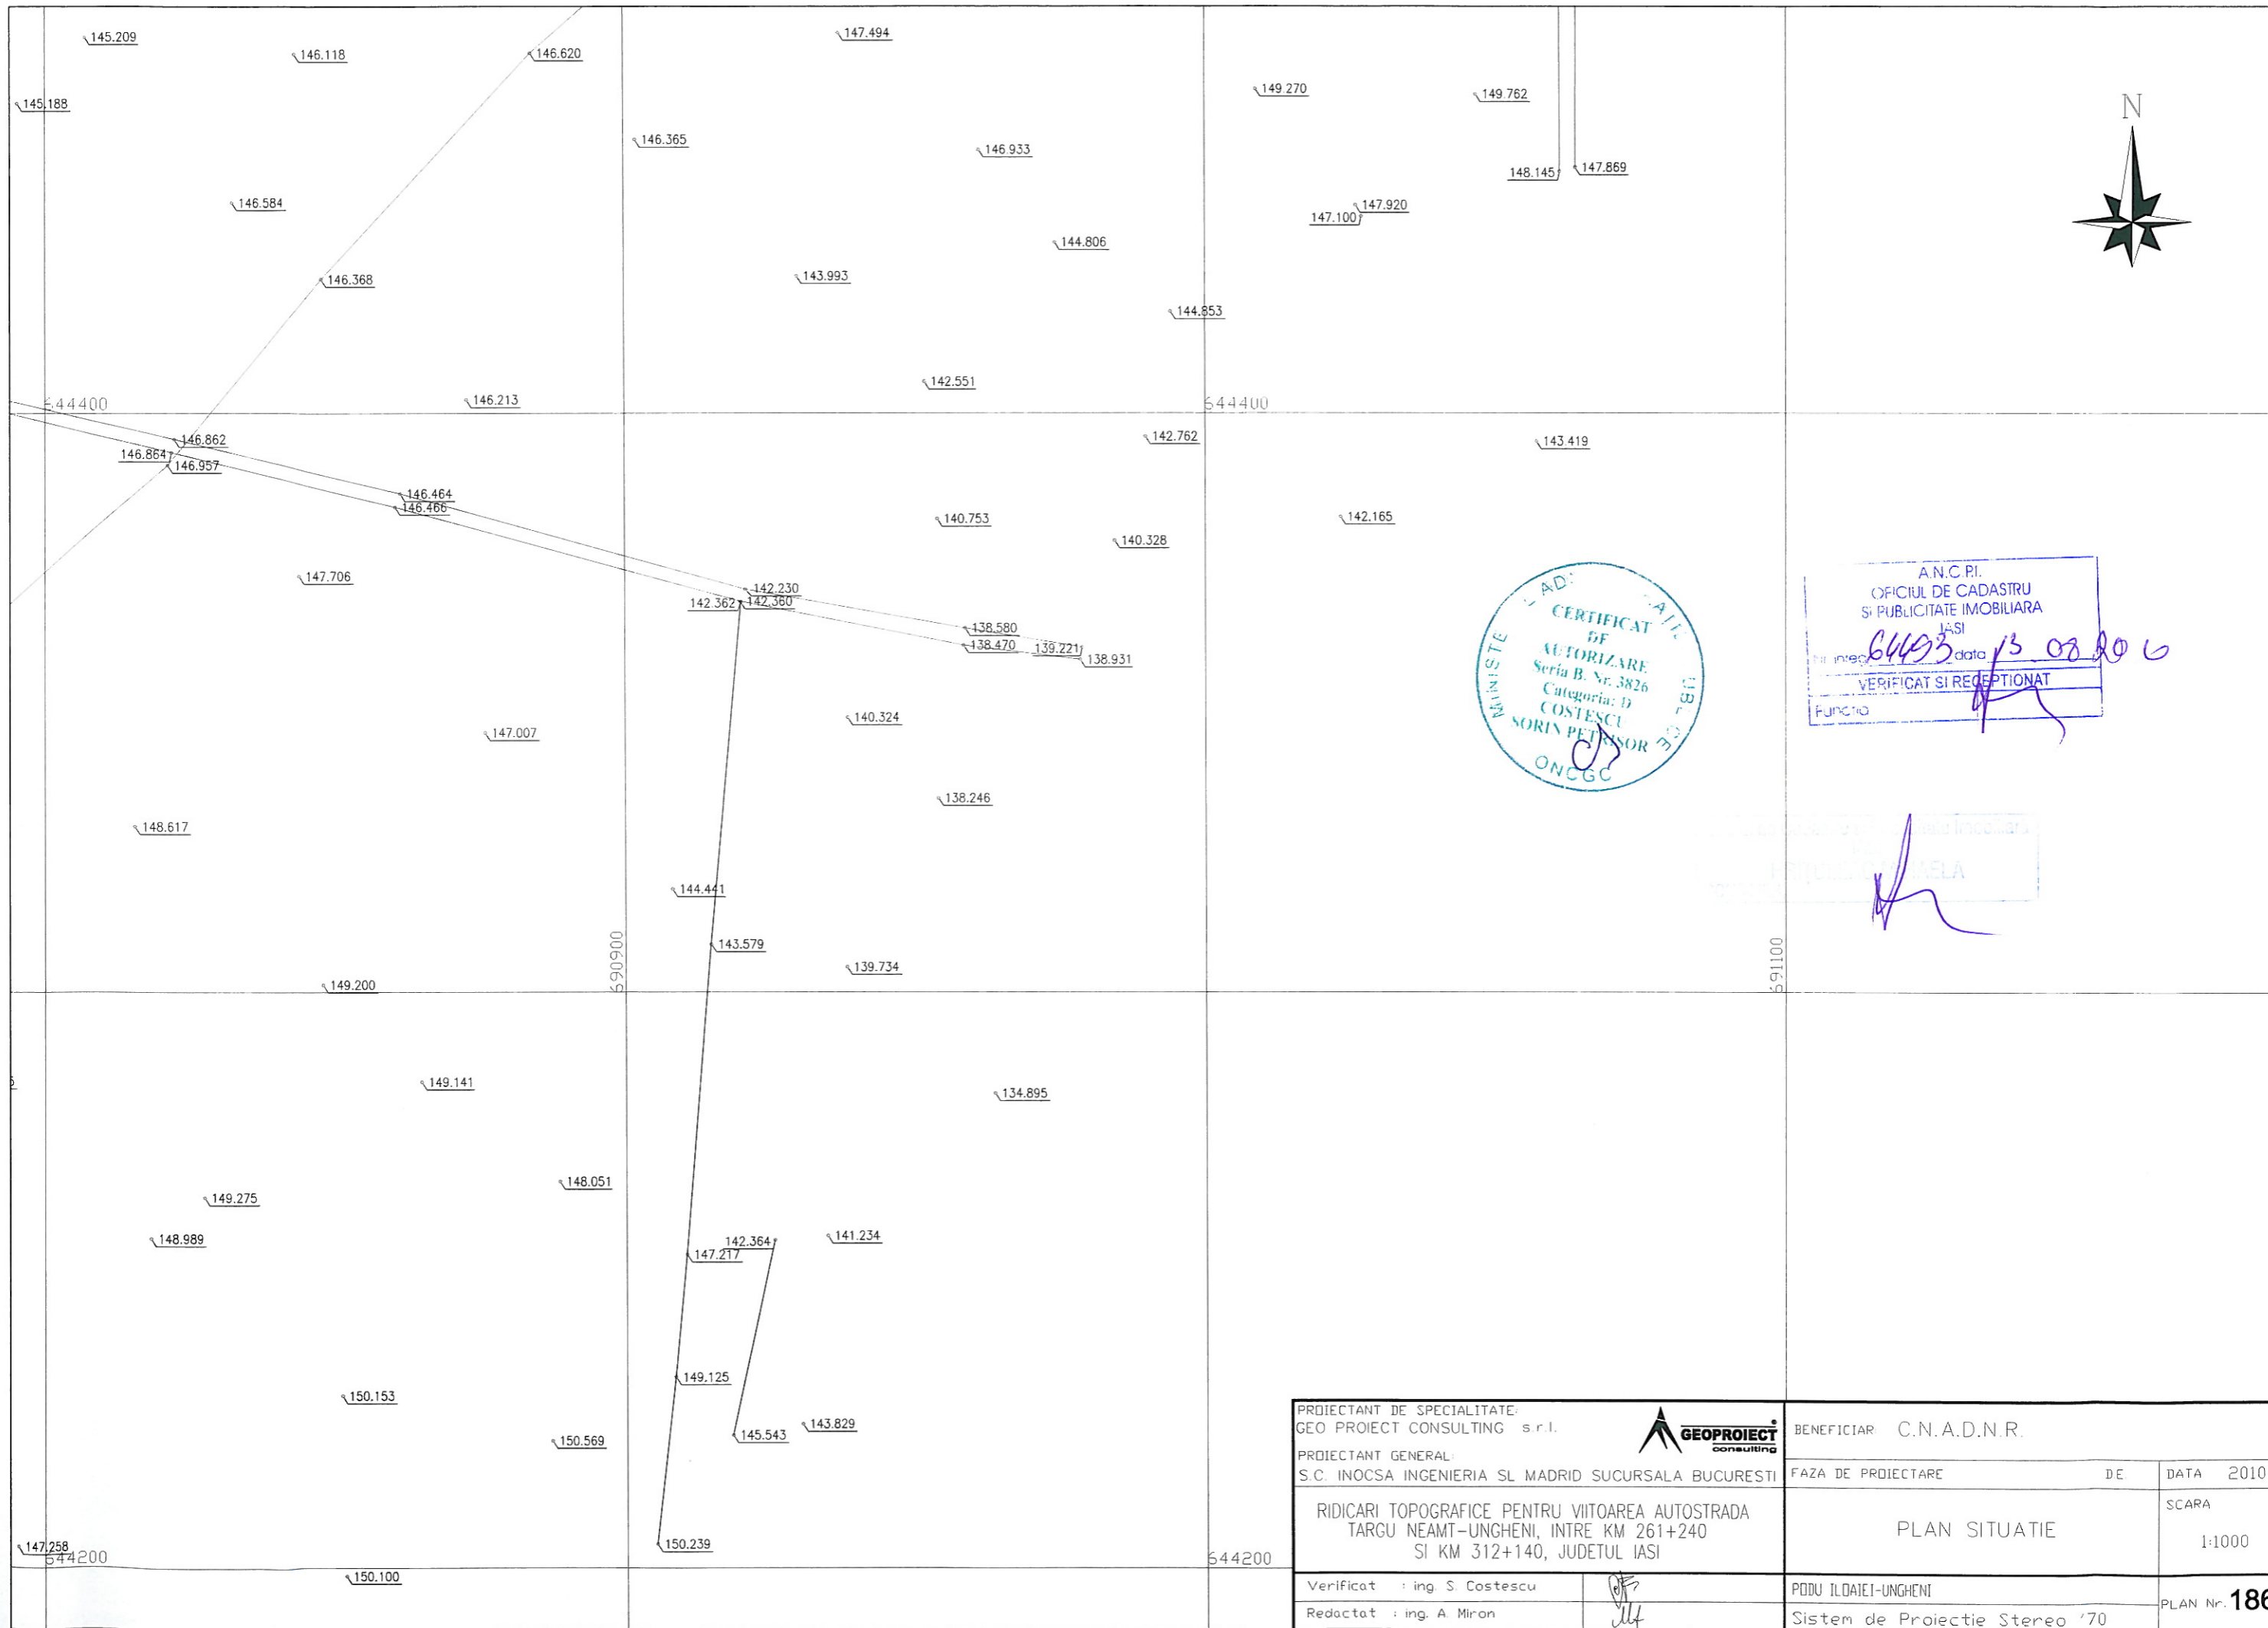 145.209
146.118
146.620
147.494
145.188
149.270
149.762
N
146.365
146.933
148.145
147.869
146.584
147.920
147.100
144.806
146.368
143.993
144.853
142.551
644400
146.213
644400
146.862
142.762
143.419
146.864
146.957
146.464
146.466
140.753
142.165
140.328
147.706
142.230
142.362
142.360
138.580
138.470
139.221
138.931
CERTIFICAT
DE
AUTORIZARE
Seria B. Nr. 3826
Categoria: D
COSTESCU
SORIN PETRISOR
ONCGC
A.N.C.P.I.
OFICIUL DE CADASTRU
SI PUBLICITATE IMOBILIARA
IASI
64493 data 13 08
VERIFICAT SI RECEPTIONAT
140.324
147.007
138.246
148.617
144.441
690900
691100
143.579
139.734
149.200
149.141
134.895
148.051
149.275
148.989
142.364
141.234
147.217
149.125
150.153
143.829
145.543
150.569
150.239
147.258
644200
644200
150.100
PROIECTANT DE SPECIALITATE:
GEO PROIECT CONSULTING s.r.l.
GEOPROIECT
consulting
PROIECTANT GENERAL:
S.C. INOCSA INGENIERIA SL MADRID SUCURSALA BUCURESTI
BENEFICIAR C.N.A.D.N.R.
FAZA DE PROIECTARE DE DATA 2010
RIDICARI TOPOGRAFICE PENTRU VIITOAREA AUTOSTRADA
TARGU NEAMT-UNGHENI, INTRE KM 261+240
SI KM 312+140, JUDETUL IASI
PLAN SITUATIE
SCARA
1:1000
Verificat : ing. S. Costescu
Redactat : ing. A. Miron
PODU ILOAIEI-UNGHENI
Sistem de Proiectie Stereo '70
PLAN Nr. 186